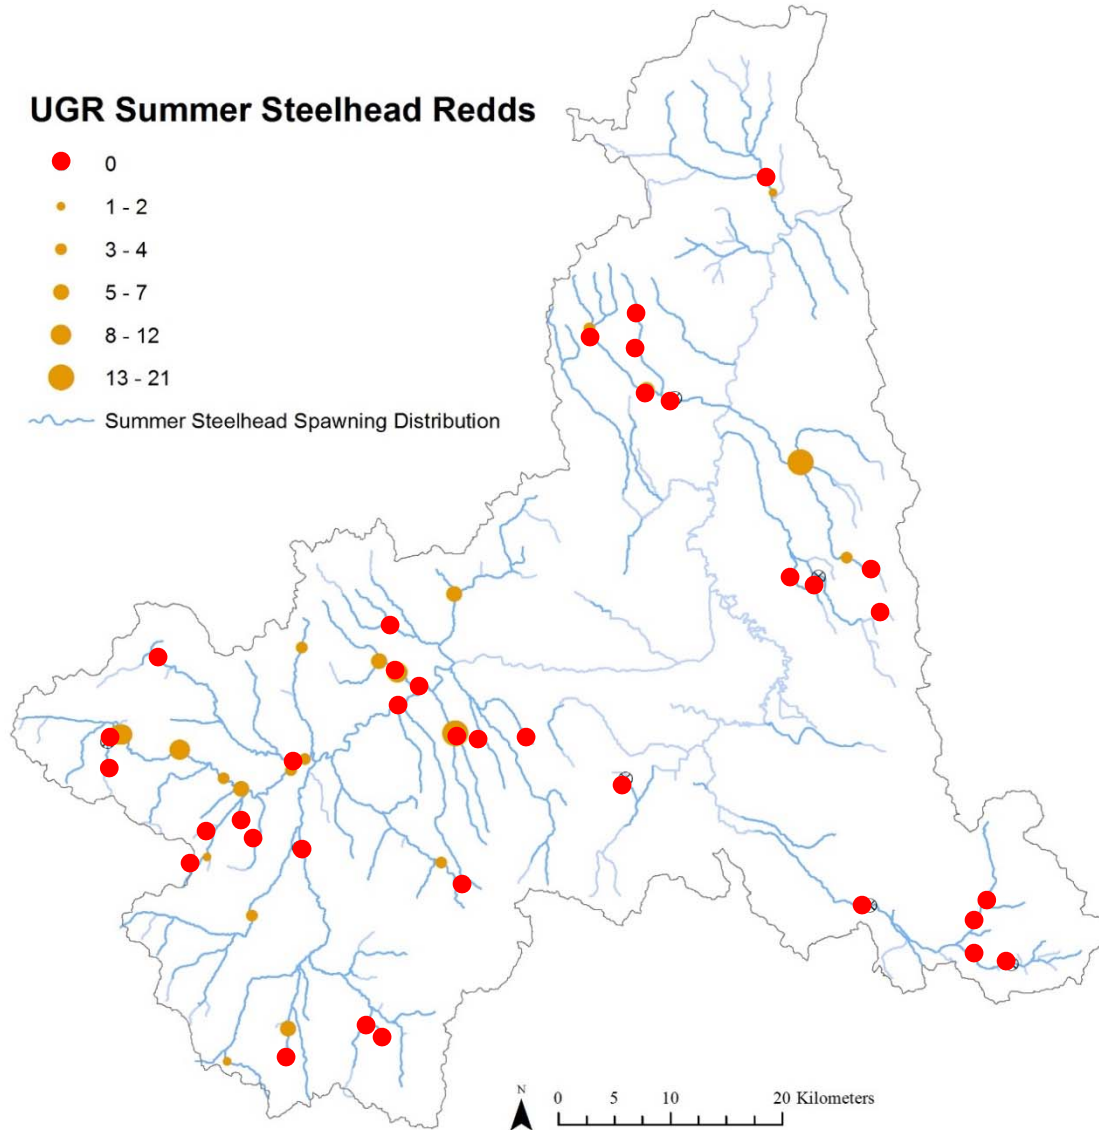 UGR Summer Steelhead Redds
0
1 - 2
3 - 4
5 - 7
8 - 12
13 - 21
Summer Steelhead Spawning Distribution
N
0 5 10 20 Kilometers